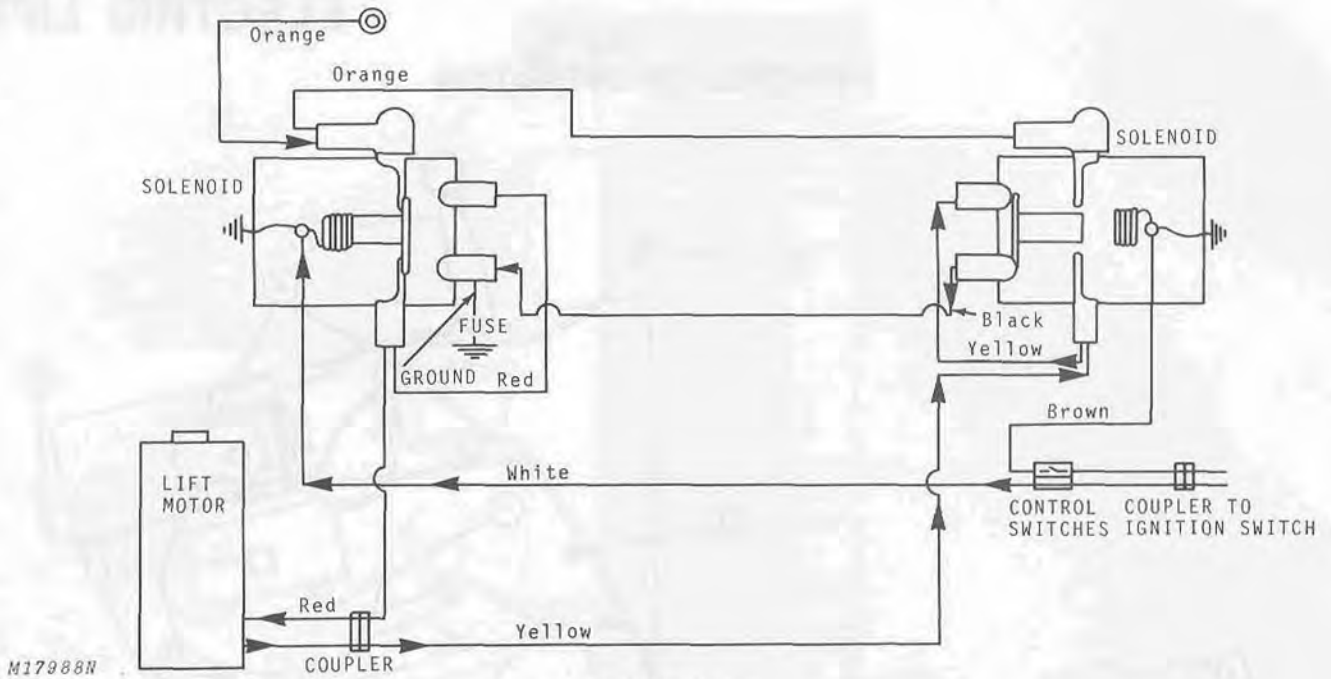 Orange
Orange
SOLENOID
SOLENOID
FUSE
GROUND
Red
Black
Yellow
Brown
LIFT
MOTOR
White
CONTROL
SWITCHES
COUPLER TO
IGNITION SWITCH
Red
Yellow
COUPLER
M17988N